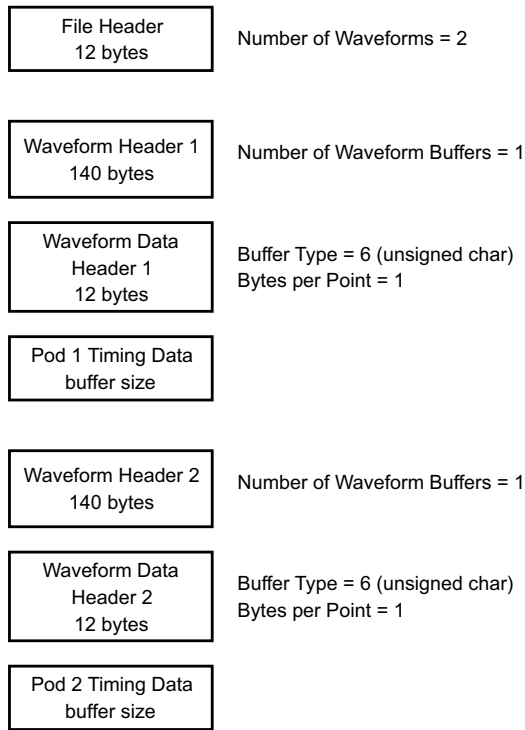 File Header
12 bytes
Number of Waveforms = 2
Waveform Header 1
140 bytes
Number of Waveform Buffers = 1
Waveform Data
Header 1
12 bytes
Buffer Type = 6 (unsigned char)
Bytes per Point = 1
Pod 1 Timing Data
buffer size
Waveform Header 2
140 bytes
Number of Waveform Buffers = 1
Waveform Data
Header 2
12 bytes
Buffer Type = 6 (unsigned char)
Bytes per Point = 1
Pod 2 Timing Data
buffer size